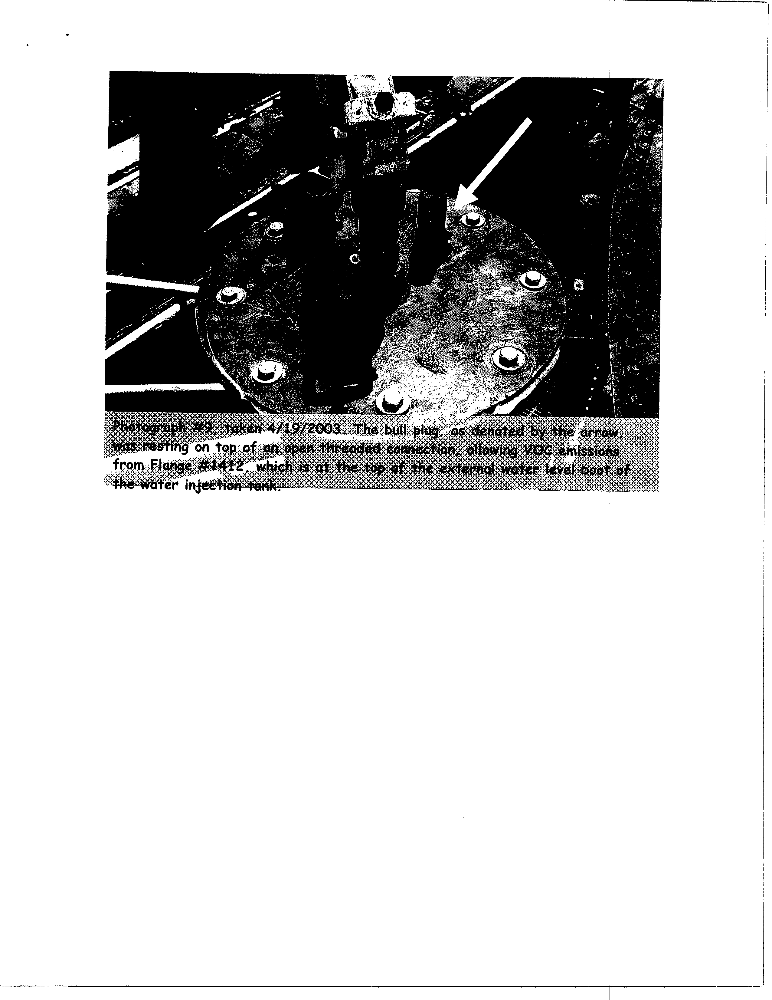 Photograph #9, taken 4/19/2003. The bull plug, as denoted by the arrow,
was resting on top of an open threaded connection, allowing VOC emissions
from Flange #1412, which is at the top of the external water level boot of
the water injection tank.